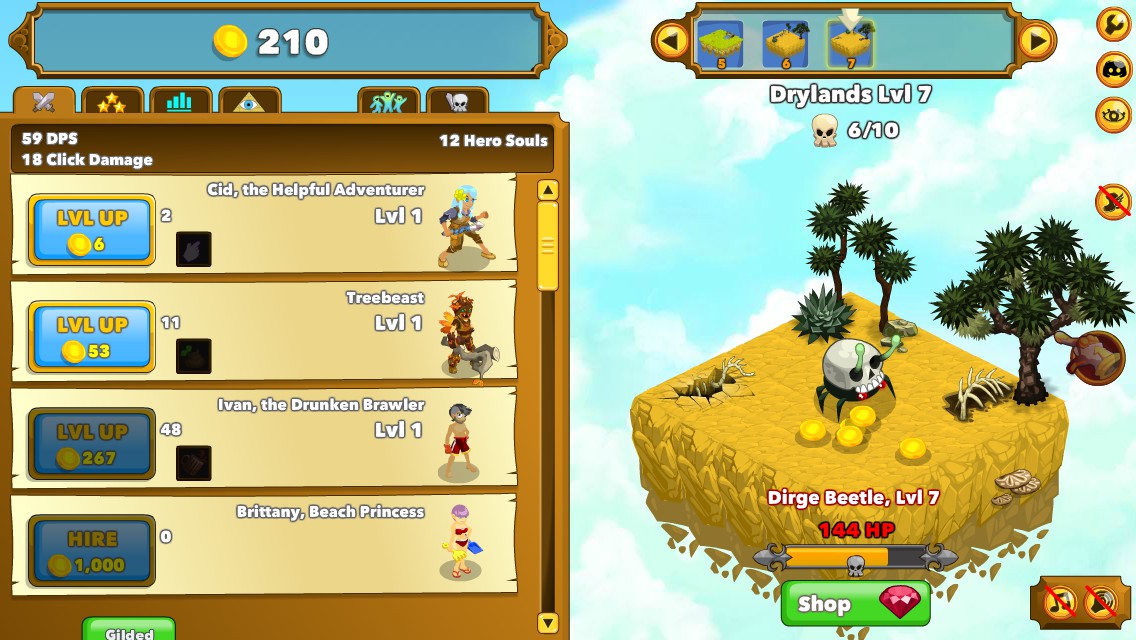 210
59 DPS
18 Click Damage
12 Hero Souls
Cid, the Helpful Adventurer
LVL UP
2
Lvl 1
6
Treebeast
LVL UP
11
Lvl 1
53
Ivan, the Drunken Brawler
LVL UP
48
Lvl 1
267
Brittany, Beach Princess
HIRE
0
1,000
Gilded
5
6
7
Drylands Lvl 7
6/10
Dirge Beetle, Lvl 7
144 HP
Shop